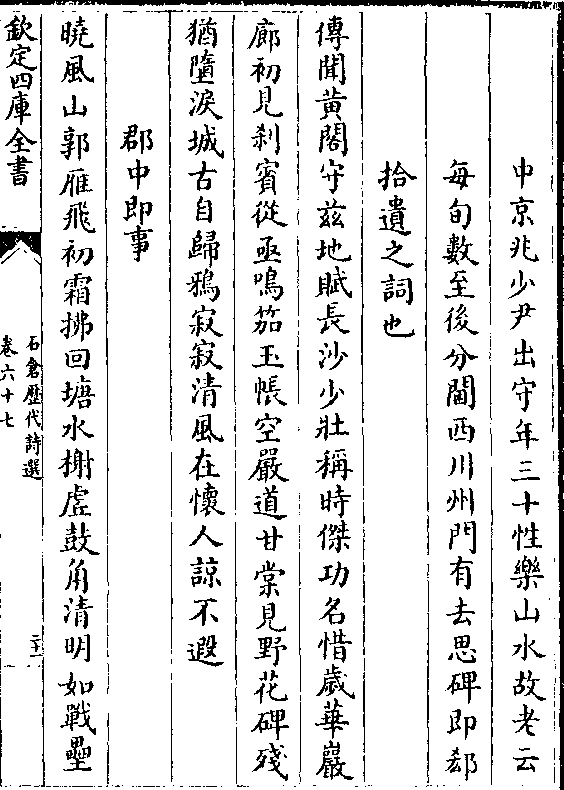 中京兆少尹出守年三十性樂山水故老云
每旬數至後分閫西川州門有去思碑即郄
拾遺之詞也
傳聞黃閣守兹地賦長沙少壯稱時傑功名惜歲華巖
廊初見刹賓從亟鳴笳玉帳空嚴道甘棠見野花碑殘
猶墮淚城古自歸鴉寂寂清風在懷人諒不遐
郡中即事
曉風山郭雁飛初霜拂回塘水榭虚鼓角清明如戰壘
欽定四庫全書
石倉歷代詩選
卷六十七
二十一